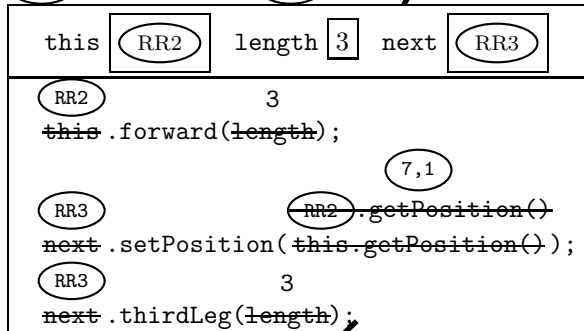 this RR2 length 3 next RR3
RR2 3
this.forward(length);
7,1
RR3 RR2.getPosition()
next.setPosition(this.getPosition());
RR3 3
next.thirdLeg(length);